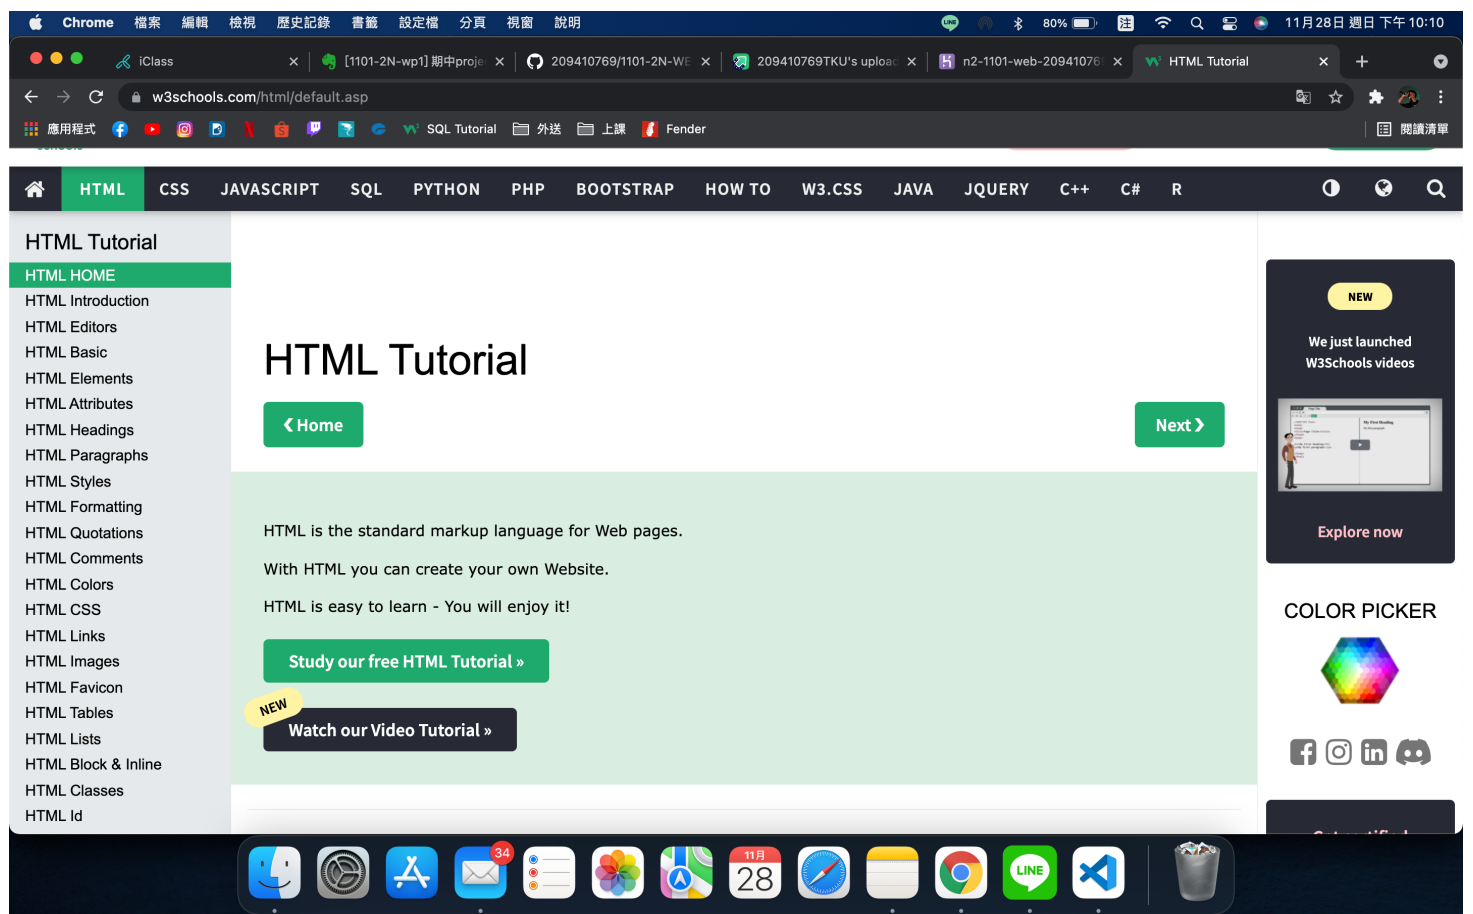 Chrome 檔案 編輯 檢視 歷史記錄 書籤 設定檔 分頁 視窗 說明 LINE 80% 注 11月28日 週日 下午10:10
iClass [1101-2N-wp1] 期中proje 209410769/1101-2N-WE 209410769TKU's upload n2-1101-web-20941076 HTML Tutorial
w3schools.com/html/default.asp
應用程式 SQL Tutorial 外送 上課 Fender 閱讀清單
HTML CSS JAVASCRIPT SQL PYTHON PHP BOOTSTRAP HOW TO W3.CSS JAVA JQUERY C++ C# R
HTML Tutorial
HTML HOME
HTML Introduction
HTML Editors
HTML Basic
HTML Elements
HTML Attributes
HTML Headings
HTML Paragraphs
HTML Styles
HTML Formatting
HTML Quotations
HTML Comments
HTML Colors
HTML CSS
HTML Links
HTML Images
HTML Favicon
HTML Tables
HTML Lists
HTML Block & Inline
HTML Classes
HTML Id
HTML Tutorial
❮ Home
Next ❯
HTML is the standard markup language for Web pages.
With HTML you can create your own Website.
HTML is easy to learn - You will enjoy it!
Study our free HTML Tutorial »
NEW
Watch our Video Tutorial »
NEW
We just launched
W3Schools videos
My First Heading
Explore now
COLOR PICKER
34
11月
28
LINE